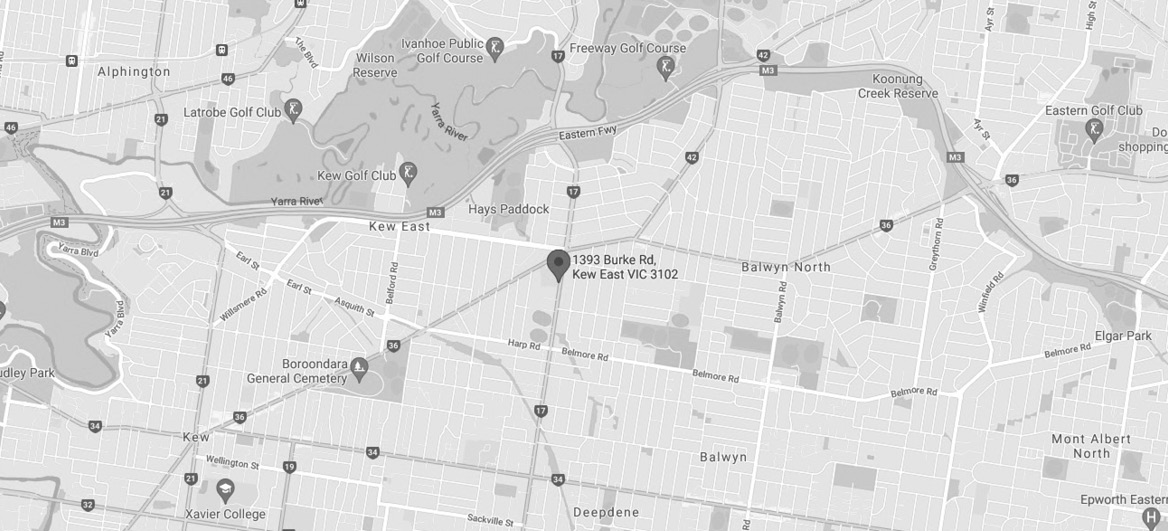 Alphington
46
46
21
21
The Blvd
Wilson
Reserve
Ivanhoe Public
Golf Course
17
Freeway Golf Course
42
M3
Koonung
Creek Reserve
Ayr St
High St
Ayr St
Eastern Golf Club
Do
shopping
Latrobe Golf Club
Yarra River
Eastern Fwy
Kew Golf Club
42
M3
36
Yarra River
M3
Kew East
Hays Paddock
17
M3
Yarra Blvd
Yarra Blvd
Earl St
Earl St
Willsmere Rd
Asquith St
Belford Rd
1393 Burke Rd,
Kew East VIC 3102
36
Balwyn North
Greythorn Rd
Balwyn Rd
Winfield Rd
Elgar Park
Harp Rd
Belmore Rd
Belmore Rd
Belmore Rd
Belmore Rd
36
Boroondara
General Cemetery
udley Park
21
36
34
Kew
17
34
34
Wellington St
19
21
Xavier College
32
Sackville St
Deepdene
Balwyn
Rd
Mont Albert
North
Epworth Eastern
H